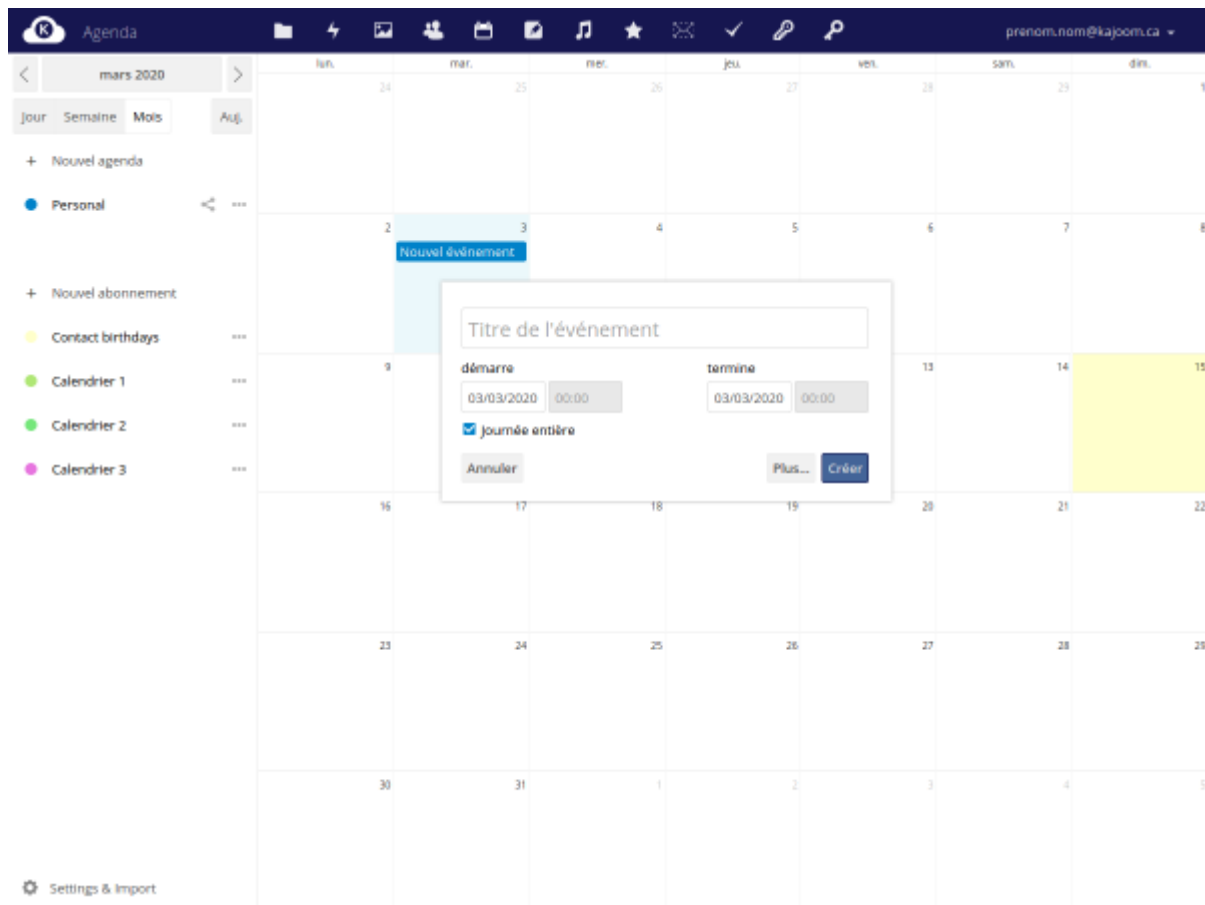 K Agenda prenom.nom@kajoom.ca
mars 2020
Jour Semaine Mois Auj.
+ Nouvel agenda
Personal
+ Nouvel abonnement
Contact birthdays
Calendrier 1
Calendrier 2
Calendrier 3
Settings & Import
lun. mar. mer. jeu. ven. sam. dim.
24 25 26 27 28 29 1
2 3 4 5 6 7 8
Nouvel événement
Titre de l'événement
démarre termine
03/03/2020 00:00 03/03/2020 00:00
Journée entière
Annuler Plus... Créer
9 13 14 15
16 17 18 19 20 21 22
23 24 25 26 27 28 29
30 31 1 2 3 4 5